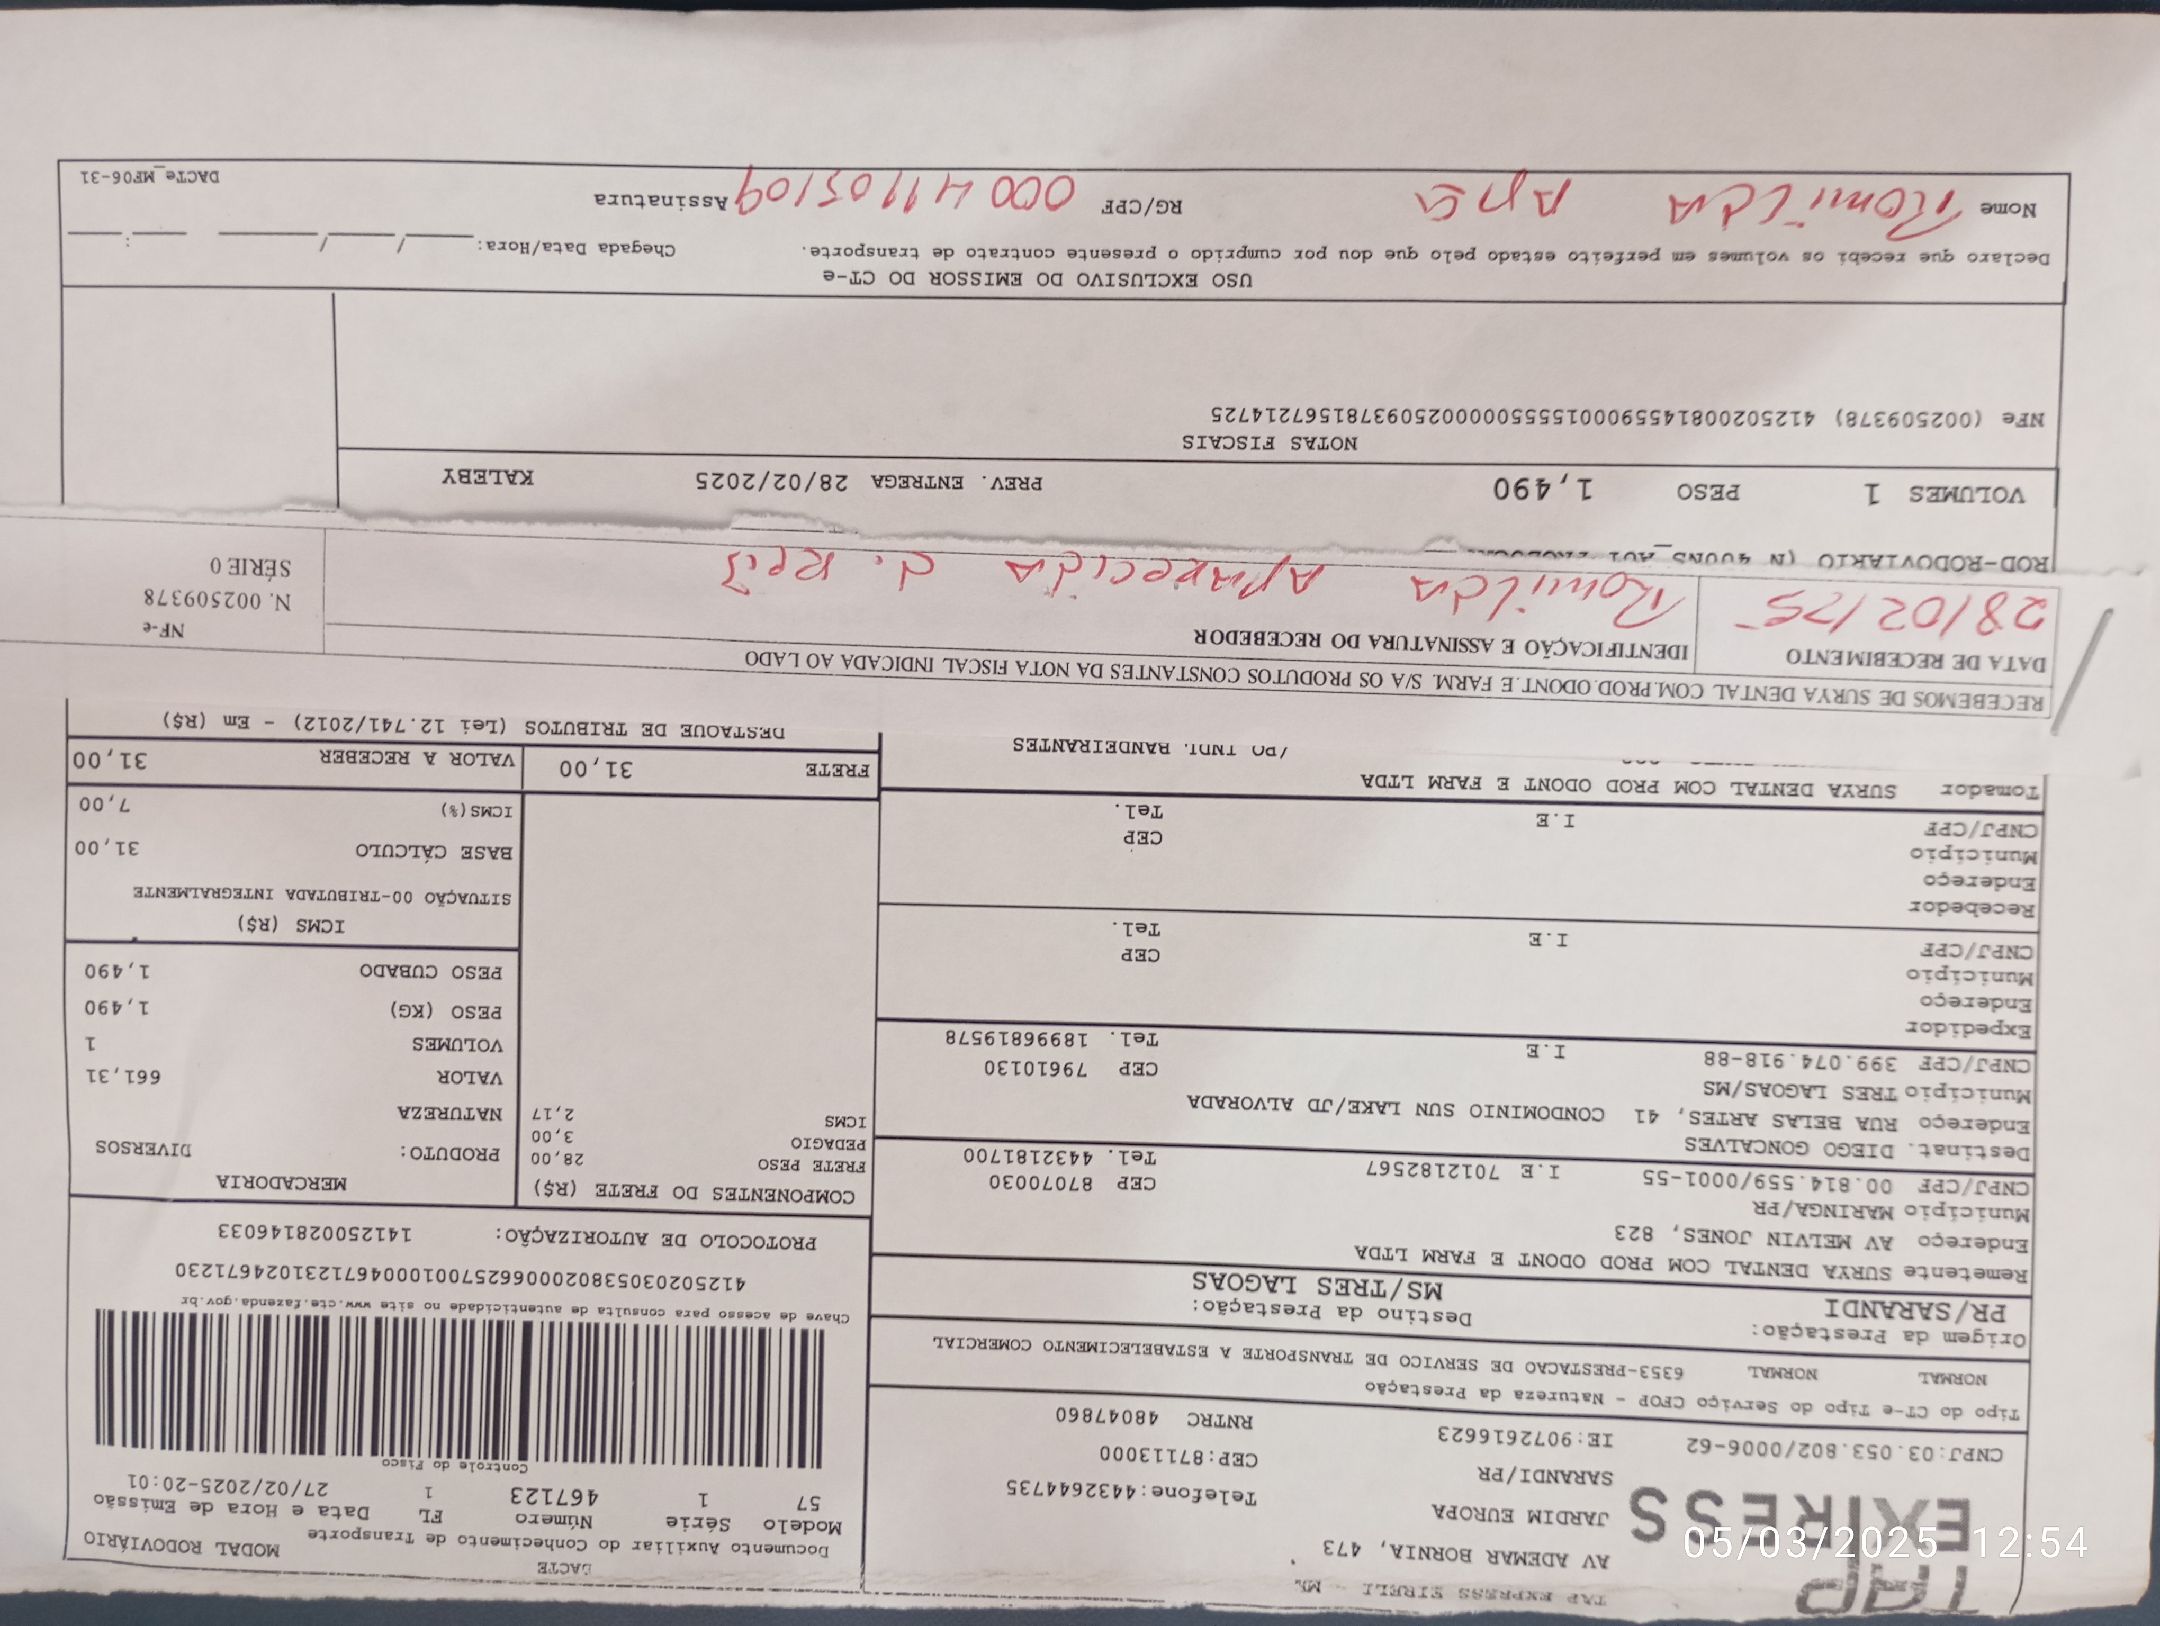 TAP EXPRESS
TAP EXPRESS EIRELI
AV ADEMAR BORNIA, 473
JARDIM EUROPA
SARANDI/PR
Telefone:4432644735
CEP:87113000
CNPJ:03.053.802/0006-62 IE:9072616623 RNTRC 48047860
DACTE
Documento Auxiliar do Conhecimento de Transporte MODAL RODOVIÁRIO
Modelo Série Número FL Data e Hora de Emissão
57 1 467123 1 27/02/2025-20:01
Controle do Fisco
Chave de acesso para consulta de autenticidade no site www.cte.fazenda.gov.br
41250203053802000662570010004671231024671230
PROTOCOLO DE AUTORIZAÇÃO: 141250028146033
Tipo do CT-e Tipo do Serviço CFOP - Natureza da Prestação
NORMAL NORMAL 6353-PRESTACAO DE SERVICO DE TRANSPORTE A ESTABELECIMENTO COMERCIAL
Origem da Prestação: Destino da Prestação:
PR/SARANDI MS/TRES LAGOAS
Remetente SURYA DENTAL COM PROD ODONT E FARM LTDA
Endereço AV MELVIN JONES, 823
Município MARINGA/PR CEP 87070030
CNPJ/CPF 00.814.559/0001-55 I.E 7012182567 Tel. 4432181700
Destinat. DIEGO GONCALVES
Endereço RUA BELAS ARTES, 41 CONDOMINIO SUN LAKE/JD ALVORADA
Município TRES LAGOAS/MS CEP 79610130
CNPJ/CPF 399.074.918-88 I.E Tel. 18996819578
Expedidor
Endereço
Município CEP
CNPJ/CPF I.E Tel.
Recebedor
Endereço
Município CEP
CNPJ/CPF I.E Tel.
Tomador SURYA DENTAL COM PROD ODONT E FARM LTDA
BANDEIRANTES
COMPONENTES DO FRETE (R$)
FRETE PESO 28,00
PEDAGIO 3,00
ICMS 2,17
FRETE 31,00
MERCADORIA
PRODUTO: DIVERSOS
NATUREZA
VALOR 661,31
VOLUMES 1
PESO (KG) 1,490
PESO CUBADO 1,490
ICMS (R$)
SITUAÇÃO 00-TRIBUTADA INTEGRALMENTE
BASE CÁLCULO 31,00
ICMS(%) 7,00
VALOR A RECEBER 31,00
DESTAQUE DE TRIBUTOS (Lei 12.741/2012) - Em (R$)
RECEBEMOS DE SURYA DENTAL COM.PROD.ODONT.E FARM. S/A OS PRODUTOS CONSTANTES DA NOTA FISCAL INDICADA AO LADO
DATA DE RECEBIMENTO IDENTIFICAÇÃO E ASSINATURA DO RECEBEDOR
28/02/25 Romilda Aparecida d. Reis
NF-e
N. 002509378
SÉRIE 0
ROD-RODOVIÁRIO
VOLUMES 1 PESO 1,490 PREV. ENTREGA 28/02/2025 KALEBY
NOTAS FISCAIS
NFe (002509378) 41250200814559000155550000025093781567214725
USO EXCLUSIVO DO EMISSOR DO CT-e
Declaro que recebi os volumes em perfeito estado pelo que dou por cumprido o presente contrato de transporte. Chegada Data/Hora: ____/____/____ __:__
Nome Romilda Apa RG/CPF 00041105109 Assinatura
DACTe_MF06-31
05/03/2025 12:54